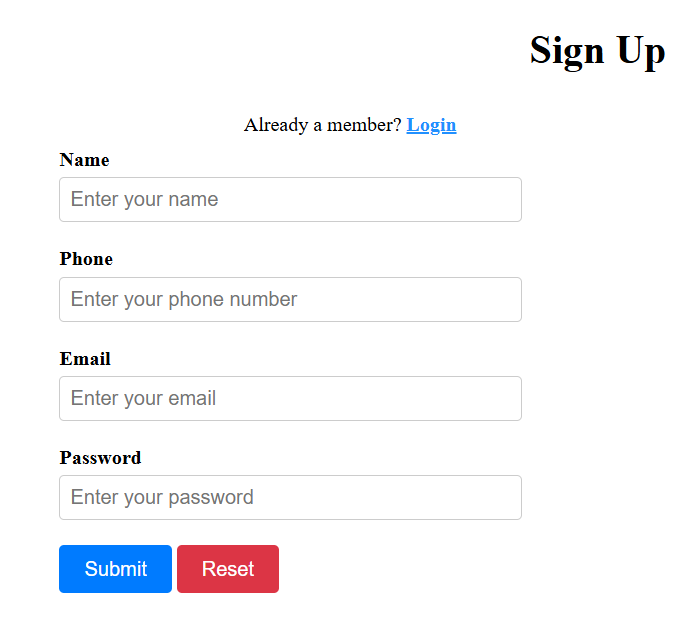 Sign Up
Already a member? Login
Name
Enter your name
Phone
Enter your phone number
Email
Enter your email
Password
Enter your password
Submit Reset